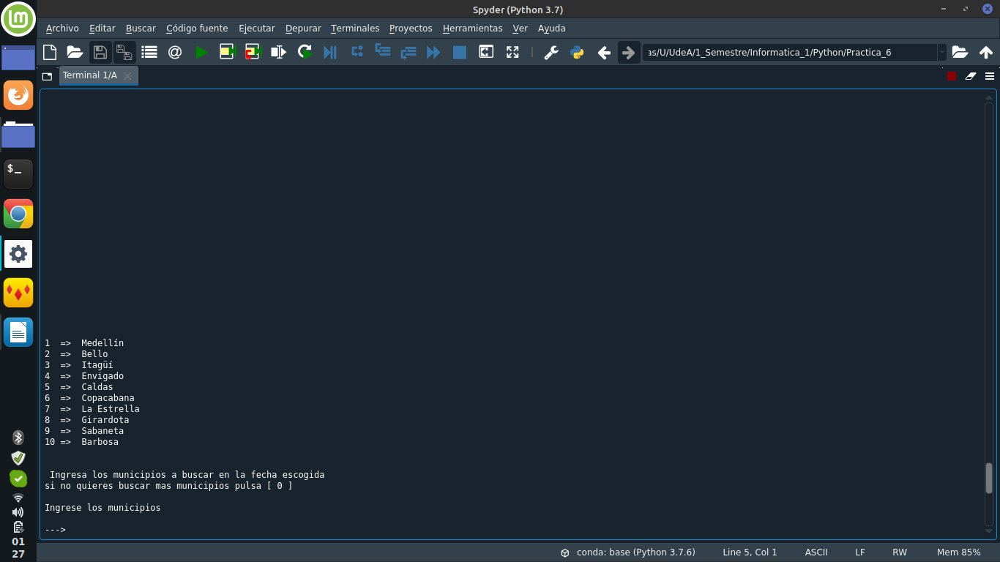 Spyder (Python 3.7)
Archivo Editar Buscar Código fuente Ejecutar Depurar Terminales Proyectos Herramientas Ver Ayuda
@ as/U/UdeA/1_Semestre/Informatica_1/Python/Practica_6
Terminal 1/A
$_
1 => Medellín
2 => Bello
3 => Itagüí
4 => Envigado
5 => Caldas
6 => Copacabana
7 => La Estrella
8 => Girardota
9 => Sabaneta
10 => Barbosa
Ingresa los municipios a buscar en la fecha escogida
si no quieres buscar mas municipios pulsa [ 0 ]
Ingrese los municipios
--->
01
27
conda: base (Python 3.7.6) Line 5, Col 1 ASCII LF RW Mem 85%